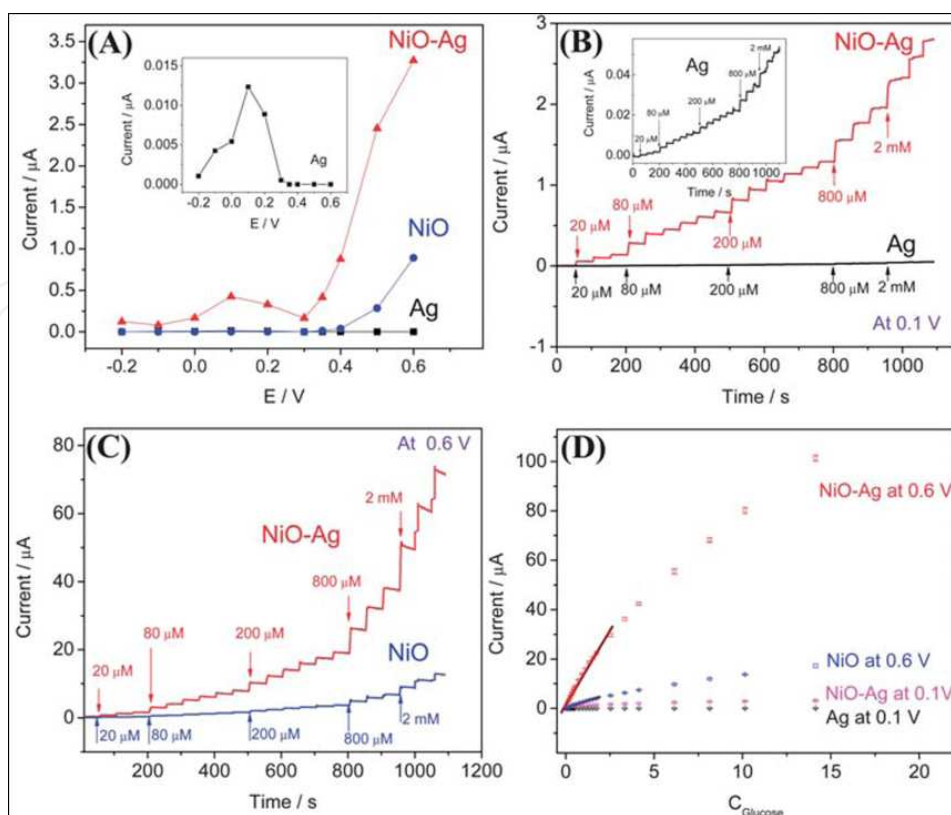 (A)
NiO-Ag
3.5
3.0
2.5
2.0
1.5
1.0
0.5
0.0
Current / μA
0.015
0.010
0.005
0.000
Current / μA
Ag
-0.2 0.0 0.2 0.4 0.6
E / V
NiO
Ag
-0.2 0.0 0.2 0.4 0.6
E / V
(B)
NiO-Ag
3
2
1
0
-1
Current / μA
0.04
0.02
0.00
Current / μA
Ag
20 μM
80 μM
200 μM
800 μM
2 mM
0 200 400 600 800 1000
Time / s
20 μM
80 μM
200 μM
800 μM
2 mM
Ag
20 μM
80 μM
200 μM
800 μM
2 mM
At 0.1 V
0 200 400 600 800 1000
Time / s
(C)
At 0.6 V
80
60
40
20
0
Current / μA
NiO-Ag
20 μM
80 μM
200 μM
800 μM
2 mM
NiO
20 μM
80 μM
200 μM
800 μM
2 mM
200 400 600 800 1000
Time / s
(D)
100
80
60
40
20
0
Current / μA
NiO-Ag at 0.6 V
NiO at 0.6 V
NiO-Ag at 0.1V
Ag at 0.1 V
0 5 10 15 20
C Glucose